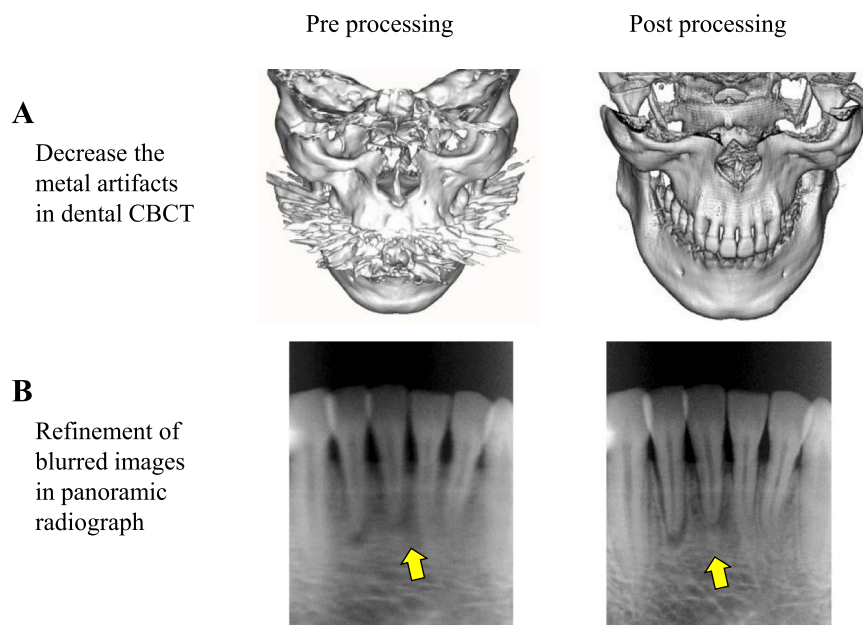 Pre processing
Post processing
A
Decrease the
metal artifacts
in dental CBCT
B
Refinement of
blurred images
in panoramic
radiograph